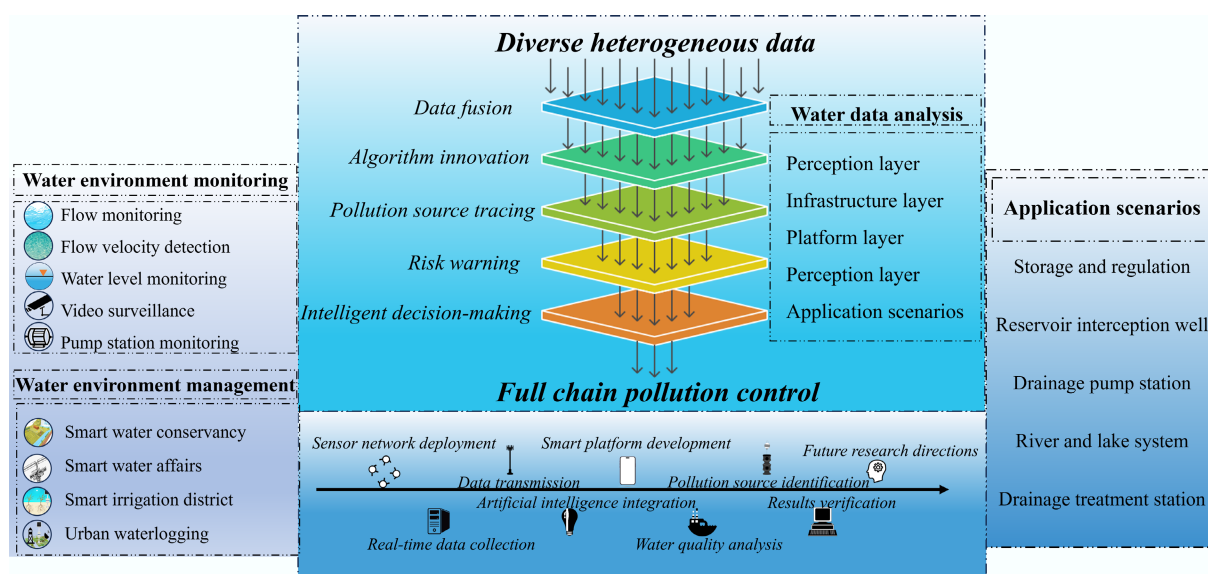 Water environment monitoring
Flow monitoring
Flow velocity detection
Water level monitoring
Video surveillance
Pump station monitoring
Water environment management
Smart water conservancy
Smart water affairs
Smart irrigation district
Urban waterlogging
Diverse heterogeneous data
Data fusion
Algorithm innovation
Pollution source tracing
Risk warning
Intelligent decision-making
Full chain pollution control
Water data analysis
Perception layer
Infrastructure layer
Platform layer
Perception layer
Application scenarios
Sensor network deployment
Smart platform development
Future research directions
Data transmission
Pollution source identification
Artificial intelligence integration
Results verification
Real-time data collection
Water quality analysis
Application scenarios
Storage and regulation
Reservoir interception well
Drainage pump station
River and lake system
Drainage treatment station